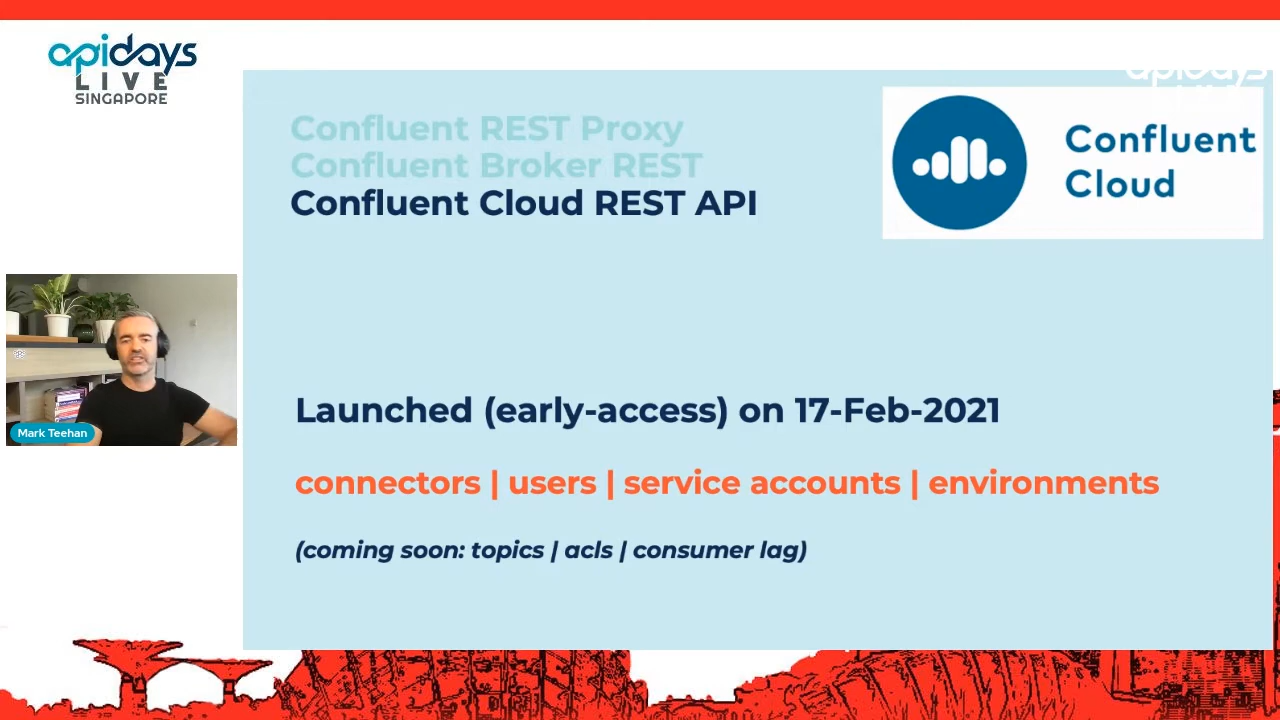 apidays
LIVE
SINGAPORE
apidays
Confluent REST Proxy
Confluent Broker REST
Confluent Cloud REST API
Confluent
Cloud
Launched (early-access) on 17-Feb-2021
connectors | users | service accounts | environments
(coming soon: topics | acls | consumer lag)
Mark Teehan